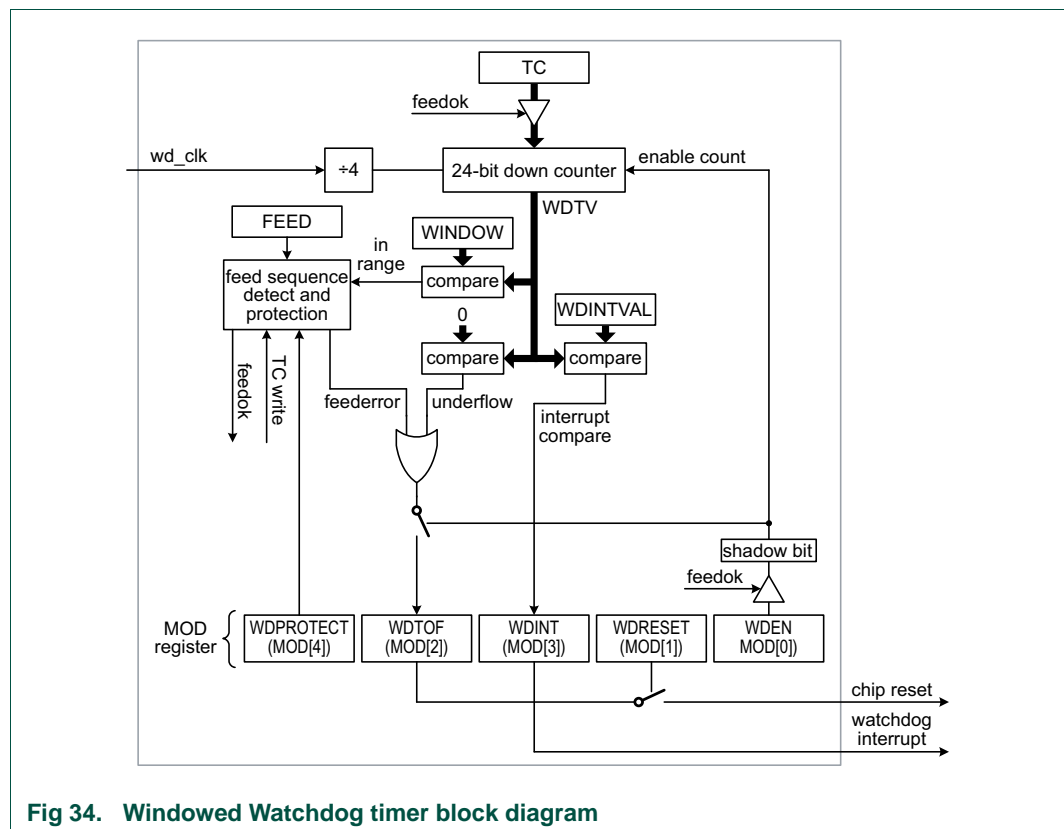 TC
feedok
wd_clk
÷4
24-bit down counter
enable count
WDTV
FEED
WINDOW
in
range
feed sequence
detect and
protection
compare
0
WDINTVAL
compare
compare
feedok
TC write
feederror
underflow
interrupt
compare
shadow bit
feedok
MOD
register
WDPROTECT
(MOD[4])
WDTOF
(MOD[2])
WDINT
(MOD[3])
WDRESET
(MOD[1])
WDEN
MOD[0])
chip reset
watchdog
interrupt
Fig 34. Windowed Watchdog timer block diagram